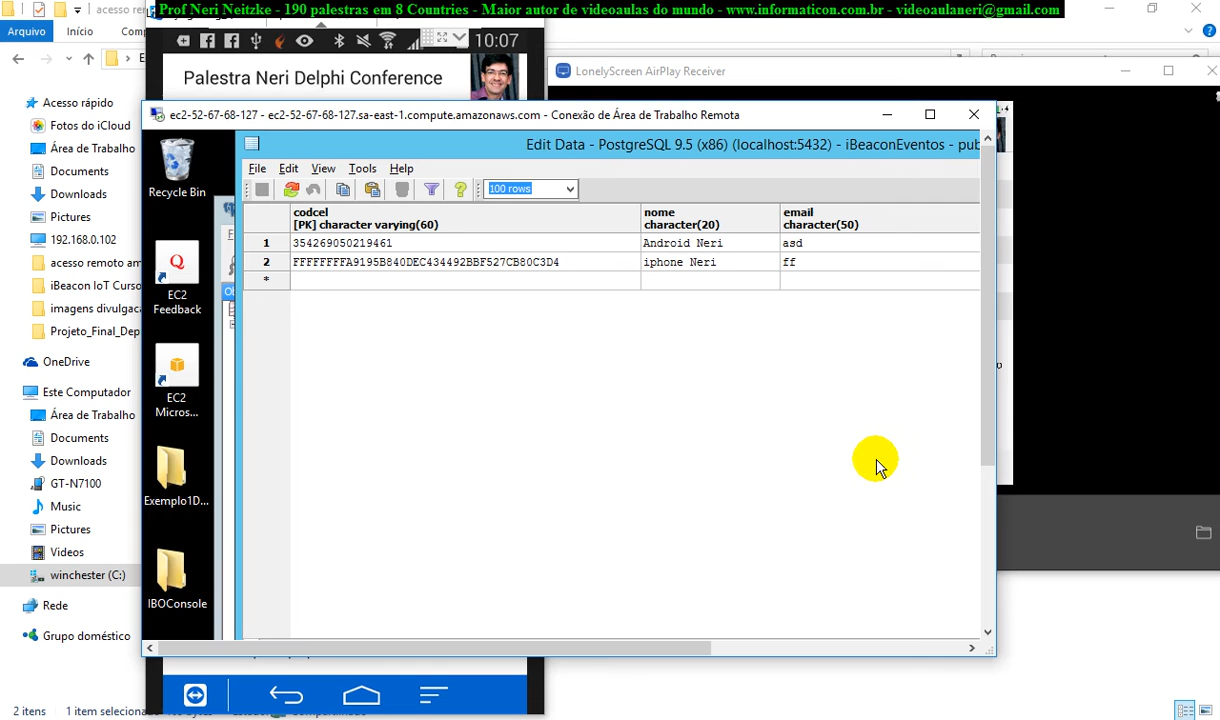 Prof Neri Neitzke - 190 palestras em 8 Countries - Maior autor de videoaulas do mundo - www.informaticon.com.br - videoaulaneri@gmail.com
acesso re
Arquivo
Início
10:07
Palestra Neri Delphi Conference
LonelyScreen AirPlay Receiver
ec2-52-67-68-127 - ec2-52-67-68-127.sa-east-1.compute.amazonaws.com - Conexão de Área de Trabalho Remota
Edit Data - PostgreSQL 9.5 (x86) (localhost:5432) - iBeaconEventos - pub
File Edit View Tools Help
100 rows
codcel
[PK] character varying(60)
nome
character(20)
email
character(50)
1 354269050219461 Android Neri asd
2 FFFFFFFFA9195B840DEC434492BBF527CB80C3D4 iphone Neri ff
*
Recycle Bin
EC2
Feedback
EC2
Micros...
Exemplo1D...
IBOConsole
Acesso rápido
Fotos do iCloud
Área de Trabalho
Documents
Downloads
Pictures
192.168.0.102
acesso remoto am
iBeacon IoT Curso
imagens divulgac
Projeto_Final_Dep
OneDrive
Este Computador
Área de Trabalho
Documents
Downloads
GT-N7100
Music
Pictures
Videos
winchester (C:)
Rede
Grupo doméstico
2 itens
1 item selecionad